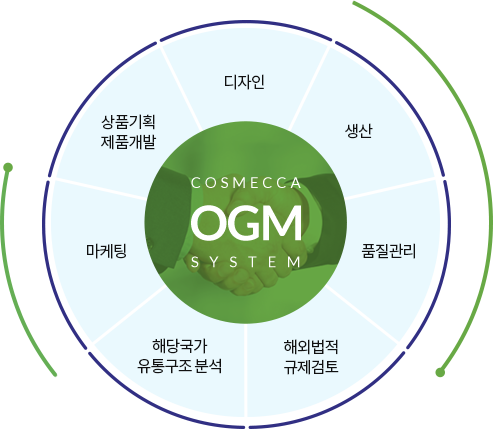 디자인
상품기획
제품개발
생산
COSMECCA
OGM
SYSTEM
마케팅
품질관리
해당국가
유통구조 분석
해외법적
규제검토